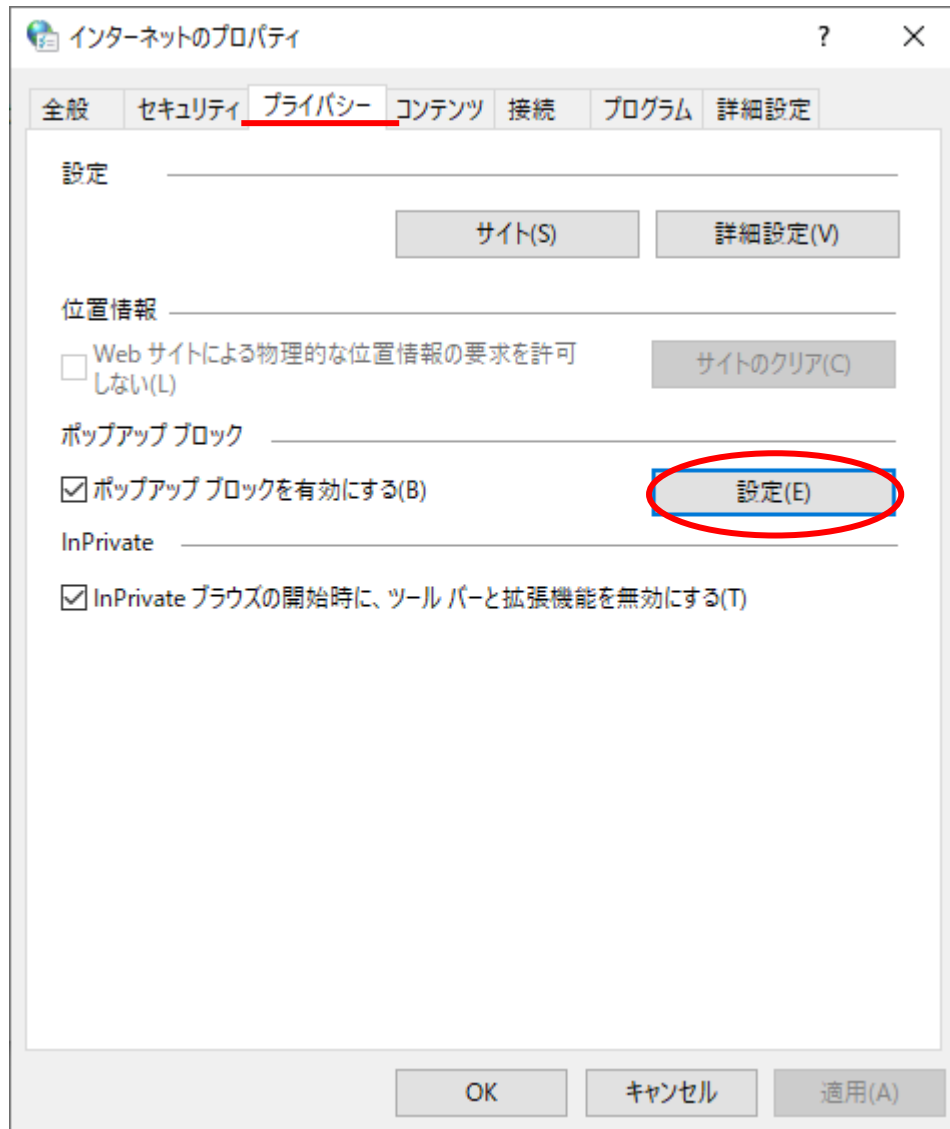 インターネットのプロパティ
?
全般 セキュリティ プライバシー コンテンツ 接続 プログラム 詳細設定
設定
サイト(S) 詳細設定(V)
位置情報
Web サイトによる物理的な位置情報の要求を許可
しない(L)
サイトのクリア(C)
ポップアップ ブロック
ポップアップ ブロックを有効にする(B) 設定(E)
InPrivate
InPrivate ブラウズの開始時に、ツール バーと拡張機能を無効にする(T)
OK キャンセル 適用(A)